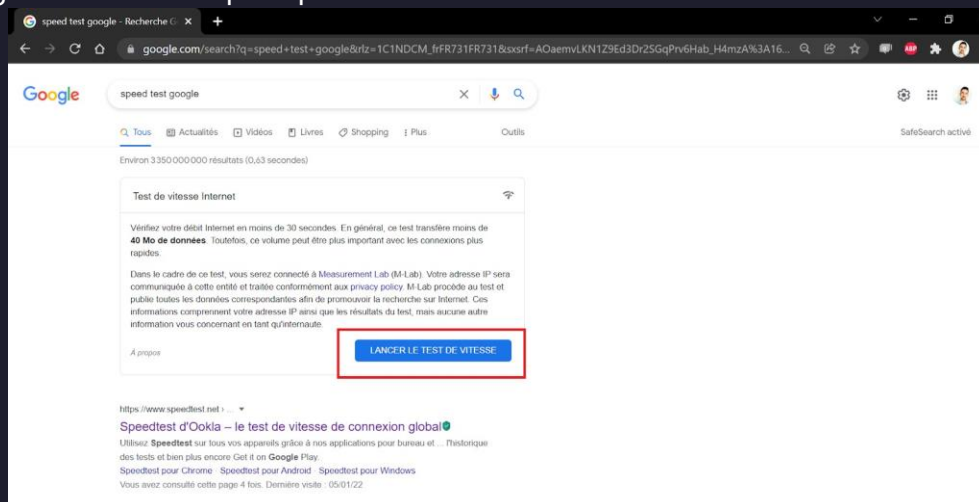 speed test google - Recherche G
google.com/search?q=speed+test+google&rlz=1C1NDCM_frFR731FR731&sxsrf=AOaemvLKN1Z9Ed3Dr2SGqPrv6Hab_H4mzA%3A16...
ABP
Google
speed test google
Tous Actualités Vidéos Livres Shopping Plus Outils
SafeSearch activé
Environ 3 350 000 000 résultats (0,63 secondes)
Test de vitesse Internet
Vérifiez votre débit Internet en moins de 30 secondes. En général, ce test transfère moins de
40 Mo de données. Toutefois, ce volume peut être plus important avec les connexions plus
rapides.
Dans le cadre de ce test, vous serez connecté à Measurement Lab (M-Lab). Votre adresse IP sera
communiquée à cette entité et traitée conformément aux privacy policy. M-Lab procède au test et
publie toutes les données correspondantes afin de promouvoir la recherche sur Internet. Ces
informations comprennent votre adresse IP ainsi que les résultats du test, mais aucune autre
information vous concernant en tant qu'internaute.
À propos
LANCER LE TEST DE VITESSE
https://www.speedtest.net › ...
Speedtest d'Ookla – le test de vitesse de connexion global
Utilisez Speedtest sur tous vos appareils grâce à nos applications pour bureau et ... l'historique
des tests et bien plus encore Get it on Google Play.
Speedtest pour Chrome · Speedtest pour Android · Speedtest pour Windows
Vous avez consulté cette page 4 fois. Dernière visite : 05/01/22